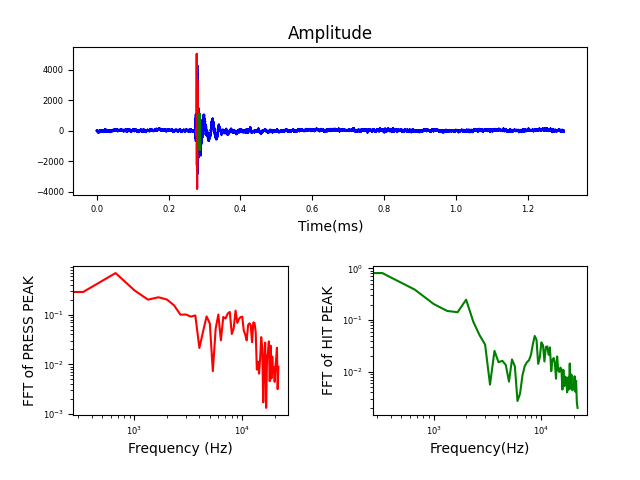 Amplitude
4000
2000
0
−2000
−4000
0.0 0.2 0.4 0.6 0.8 1.0 1.2
Time(ms)
FFT of PRESS PEAK
10⁻¹
10⁻²
10⁻³
10³ 10⁴
Frequency (Hz)
FFT of HIT PEAK
10⁰
10⁻¹
10⁻²
10³ 10⁴
Frequency(Hz)